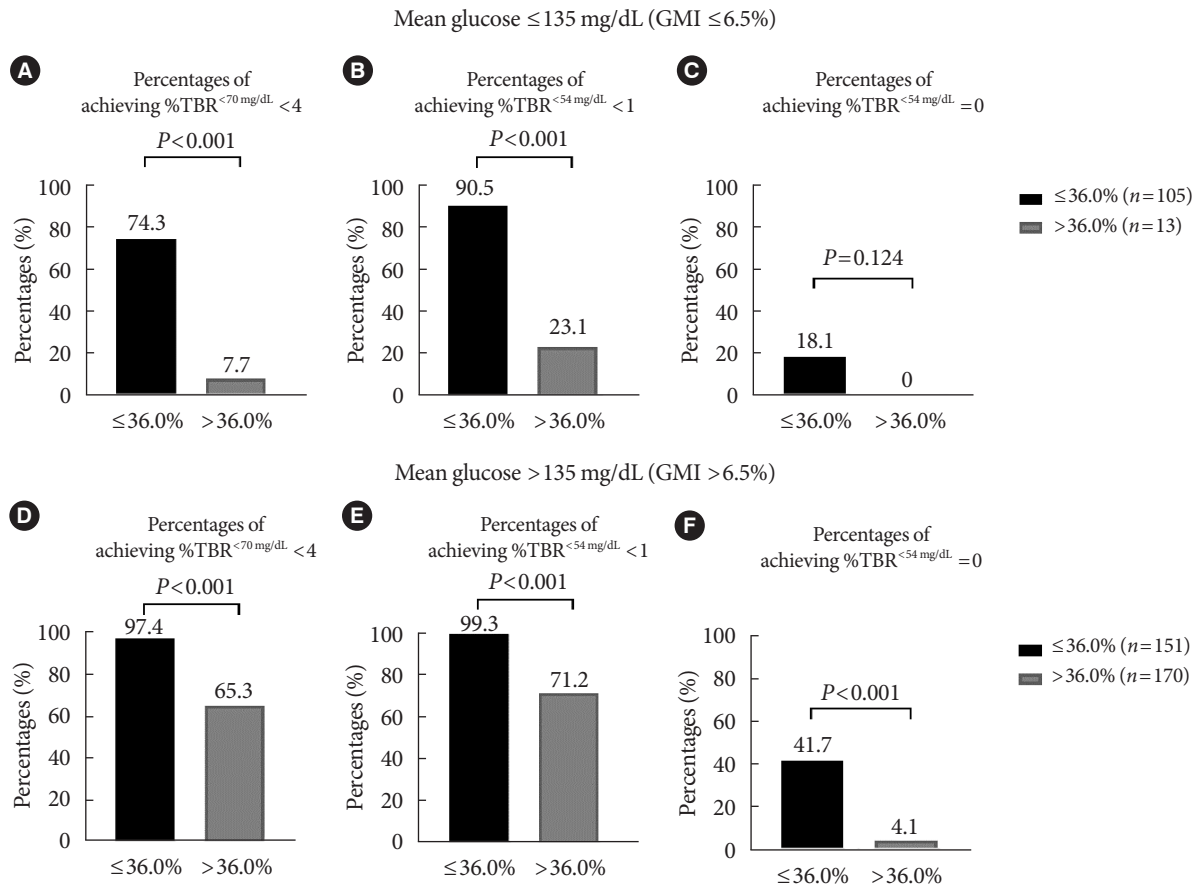 Mean glucose ≤135 mg/dL (GMI ≤6.5%)
A
Percentages of
achieving %TBR<70 mg/dL <4
P<0.001
Percentages (%)
100
80
60
40
20
0
74.3
7.7
≤36.0% >36.0%
B
Percentages of
achieving %TBR<54 mg/dL <1
P<0.001
Percentages (%)
100
80
60
40
20
0
90.5
23.1
≤36.0% >36.0%
C
Percentages of
achieving %TBR<54 mg/dL =0
P=0.124
Percentages (%)
100
80
60
40
20
0
18.1
0
≤36.0% >36.0%
≤36.0% (n=105)
>36.0% (n=13)
Mean glucose >135 mg/dL (GMI >6.5%)
D
Percentages of
achieving %TBR<70 mg/dL <4
P<0.001
Percentages (%)
100
80
60
40
20
0
97.4
65.3
≤36.0% >36.0%
E
Percentages of
achieving %TBR<54 mg/dL <1
P<0.001
Percentages (%)
100
80
60
40
20
0
99.3
71.2
≤36.0% >36.0%
F
Percentages of
achieving %TBR<54 mg/dL =0
P<0.001
Percentages (%)
100
80
60
40
20
0
41.7
4.1
≤36.0% >36.0%
≤36.0% (n=151)
>36.0% (n=170)